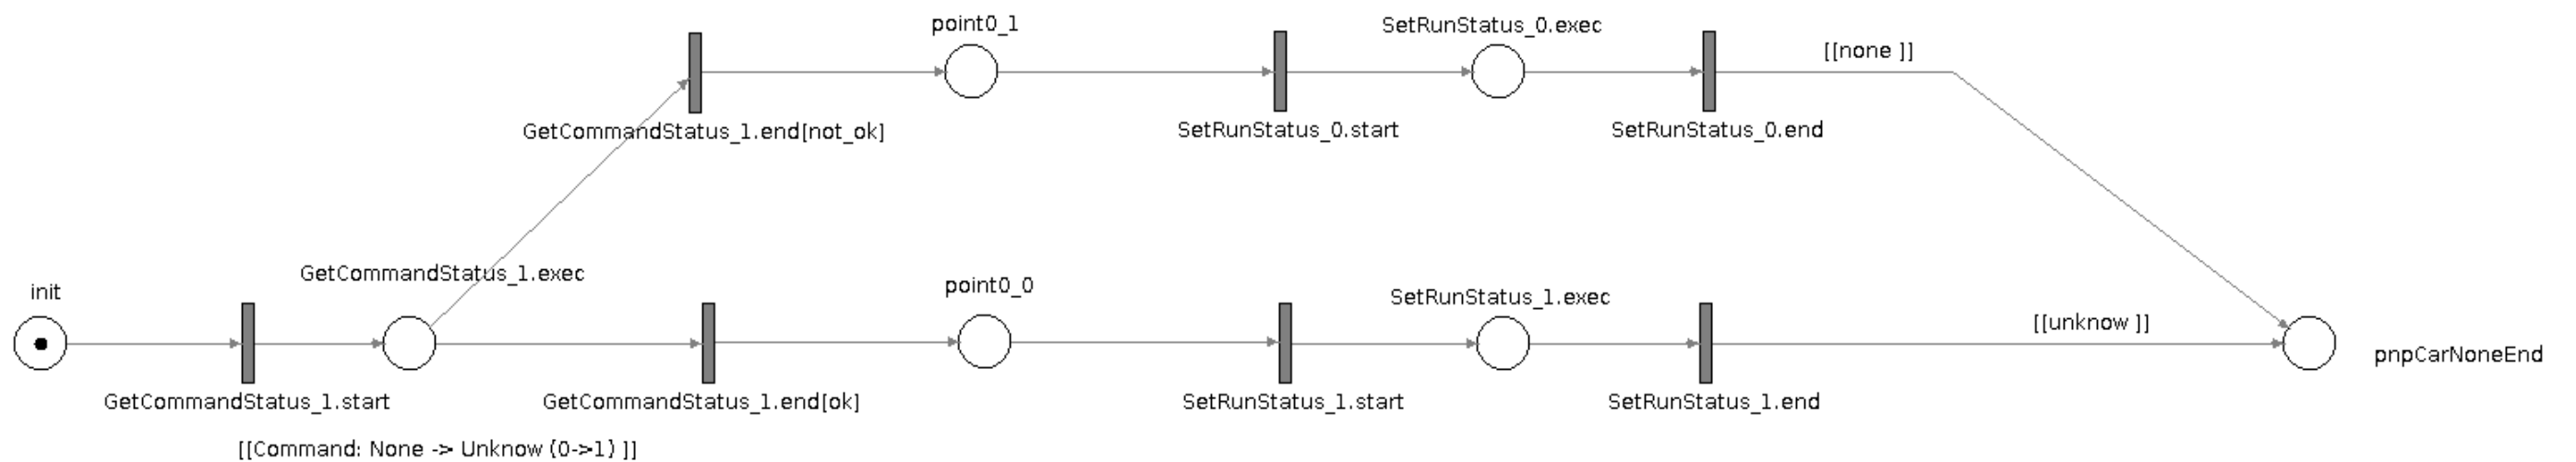 point0_1
SetRunStatus_0.exec
[[none ]]
GetCommandStatus_1.end[not_ok]
SetRunStatus_0.start
SetRunStatus_0.end
init
GetCommandStatus_1.exec
point0_0
SetRunStatus_1.exec
[[unknow ]]
pnpCarNoneEnd
GetCommandStatus_1.start
GetCommandStatus_1.end[ok]
SetRunStatus_1.start
SetRunStatus_1.end
[[Command: None -> Unknow (0->1) ]]